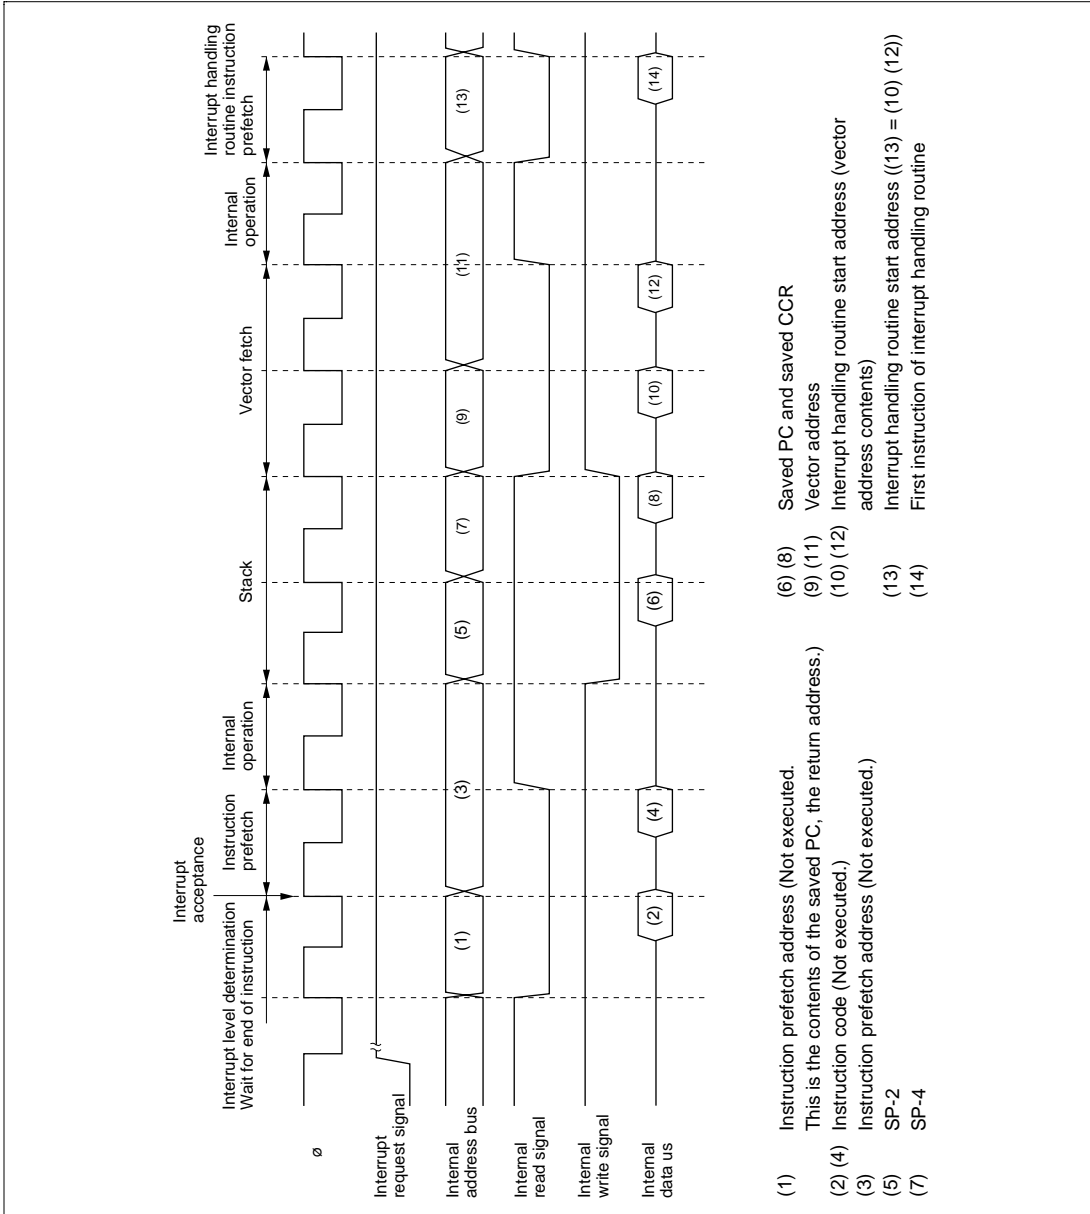 Interrupt
acceptance
Interrupt level determination
Wait for end of instruction
Instruction
prefetch
Internal
operation
Stack
Vector fetch
Internal
operation
Interrupt handling
routine instruction
prefetch
ø
Interrupt
request signal
Internal
address bus
(1)
(3)
(5)
(7)
(9)
(11)
(13)
Internal
read signal
Internal
write signal
Internal
data us
(2)
(4)
(6)
(8)
(10)
(12)
(14)
(1) Instruction prefetch address (Not executed.
This is the contents of the saved PC, the return address.)
(2) (4) Instruction code (Not executed.)
(3) Instruction prefetch address (Not executed.)
(5) SP-2
(7) SP-4
(6) (8) Saved PC and saved CCR
(9) (11) Vector address
(10) (12) Interrupt handling routine start address (vector
address contents)
(13) Interrupt handling routine start address ((13) = (10) (12))
(14) First instruction of interrupt handling routine